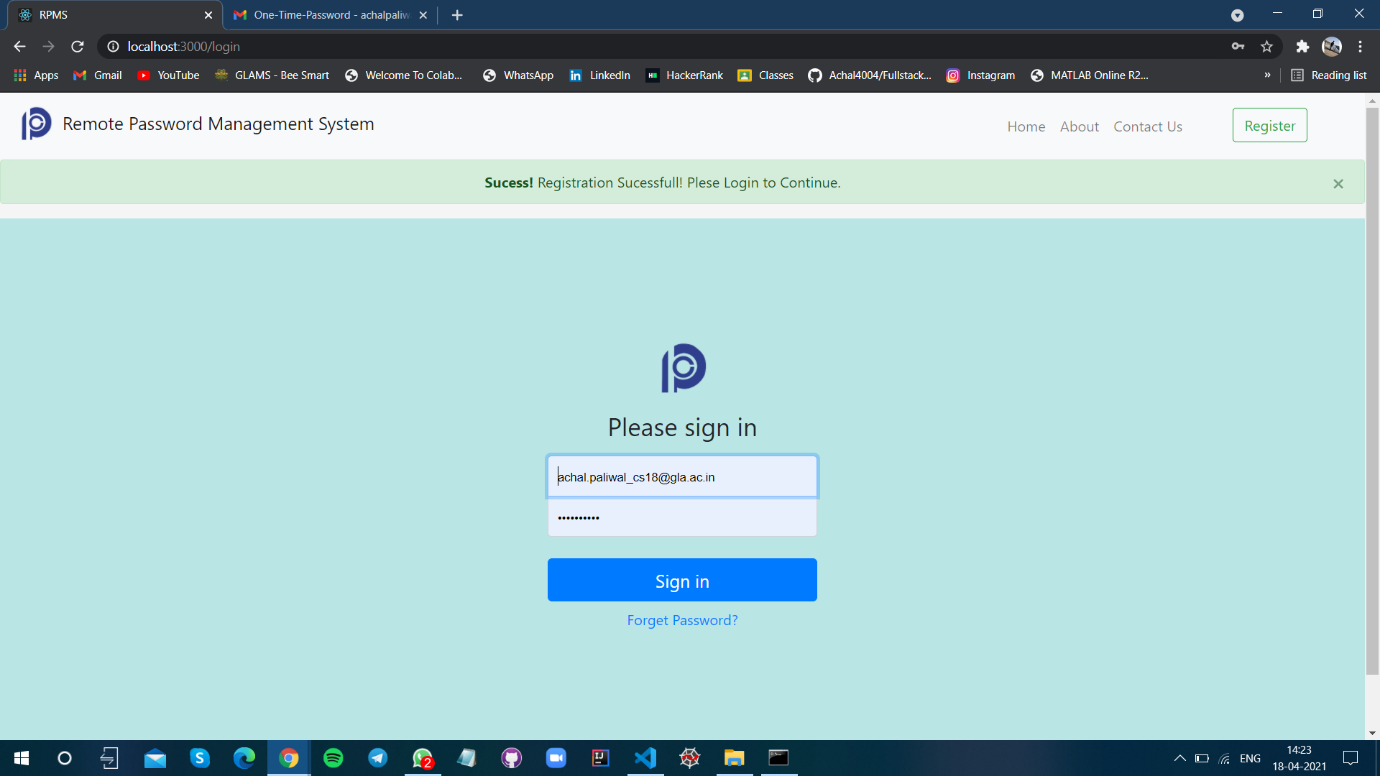 RPMS
One-Time-Password - achalpaliw
localhost:3000/login
Apps Gmail YouTube GLAMS - Bee Smart Welcome To Colab... WhatsApp LinkedIn HackerRank Classes Achal4004/Fullstack... Instagram MATLAB Online R2... » Reading list
Remote Password Management System
Home About Contact Us Register
Sucess! Registration Sucessfull! Plese Login to Continue. ×
Please sign in
achal.paliwal_cs18@gla.ac.in
••••••••••
Sign in
Forget Password?
2
ENG
14:23
18-04-2021